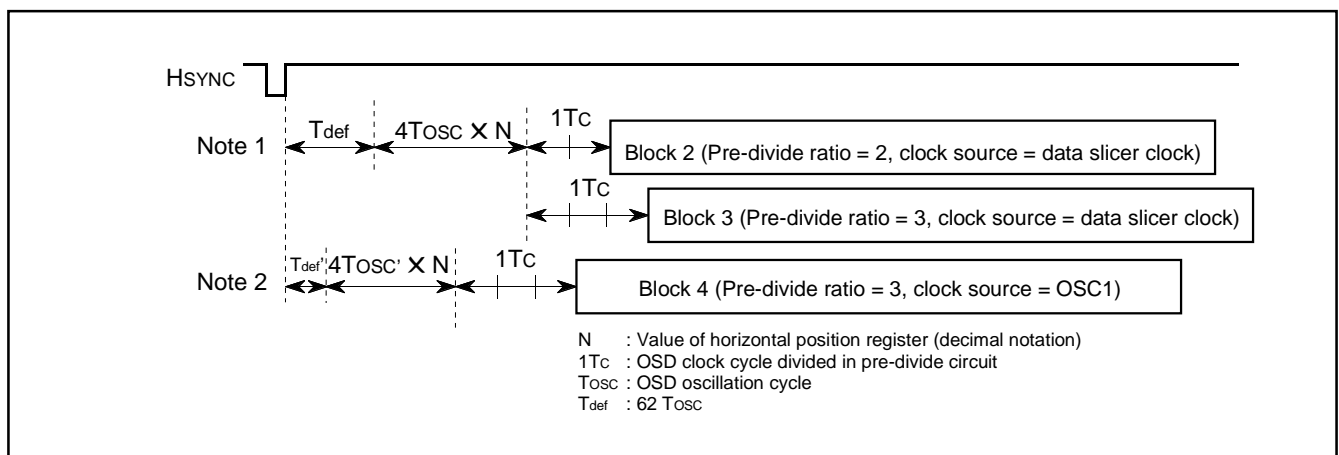 HSYNC
Note 1
Tdef
4TOSC X N
1TC
Block 2 (Pre-divide ratio = 2, clock source = data slicer clock)
1TC
Block 3 (Pre-divide ratio = 3, clock source = data slicer clock)
Note 2
Tdef' 4TOSC' X N
1TC
Block 4 (Pre-divide ratio = 3, clock source = OSC1)
N : Value of horizontal position register (decimal notation)
1TC : OSD clock cycle divided in pre-divide circuit
TOSC : OSD oscillation cycle
Tdef : 62 TOSC